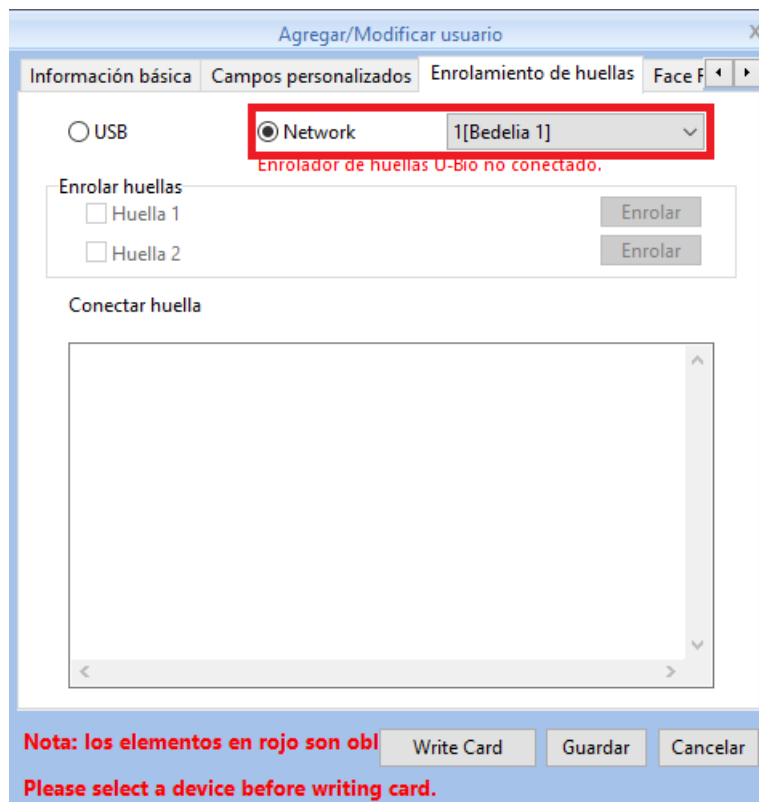 Agregar/Modificar usuario X
Información básica Campos personalizados Enrolamiento de huellas Face
USB Network 1[Bedelia 1]
Enrolador de huellas U-Bio no conectado.
Enrolar huellas
Huella 1 Enrolar
Huella 2 Enrolar
Conectar huella
Nota: los elementos en rojo son obl Write Card Guardar Cancelar
Please select a device before writing card.